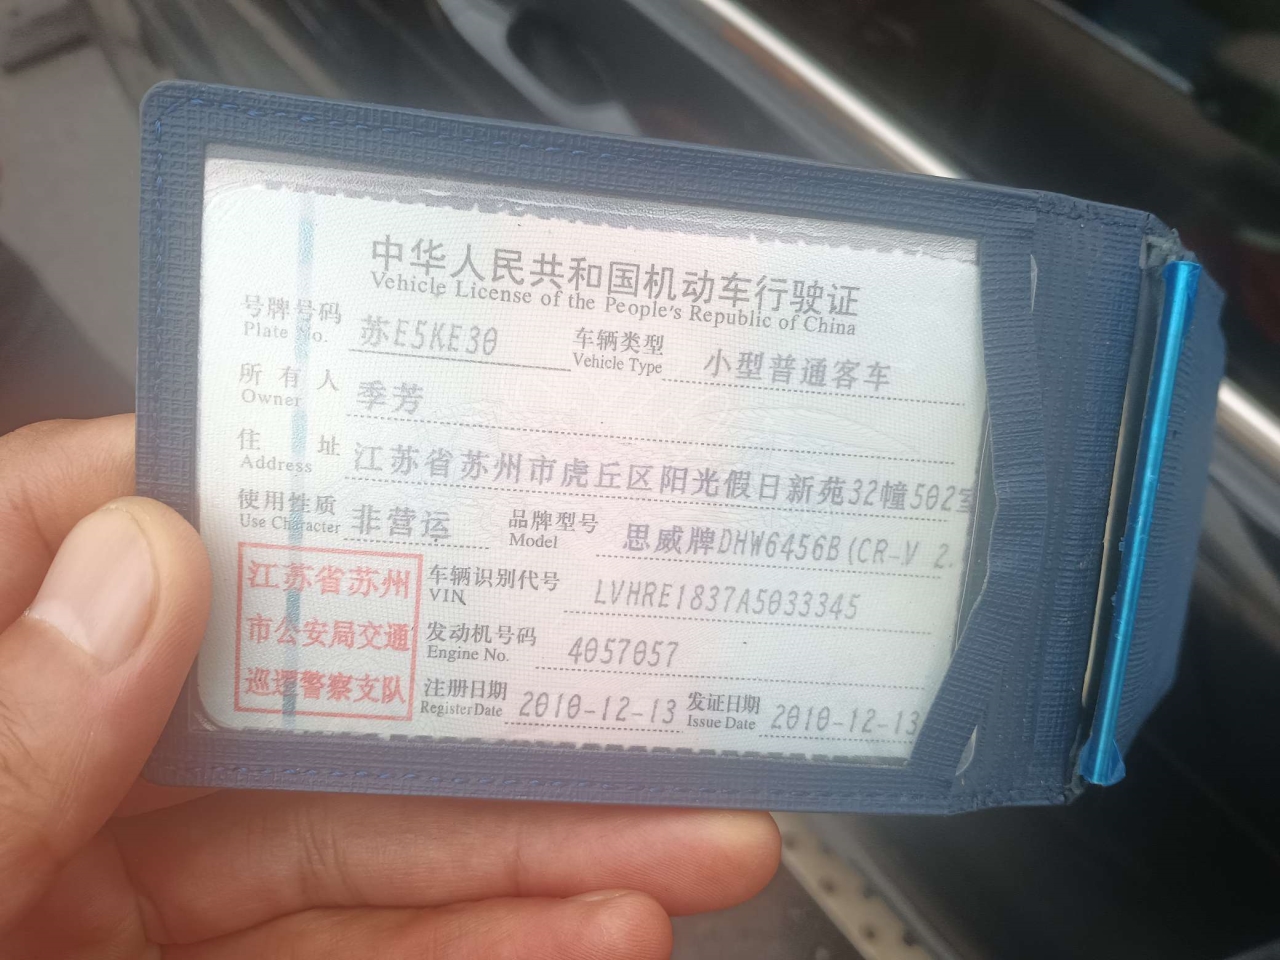 中华人民共和国机动车行驶证
Vehicle License of the People's Republic of China
号牌号码 苏E5KE30 车辆类型 小型普通客车
Plate No. Vehicle Type
所有人 季芳
Owner
住址 江苏省苏州市虎丘区阳光假日新苑32幢502室
Address
使用性质 非营运 品牌型号 思威牌DHW6456B(CR-V 2.
Use Character Model
江苏省苏州
市公安局交通
巡逻警察支队
车辆识别代号 LVHRE1837A5033345
VIN
发动机号码 4057057
Engine No.
注册日期 2010-12-13 发证日期 2010-12-13
Register Date Issue Date